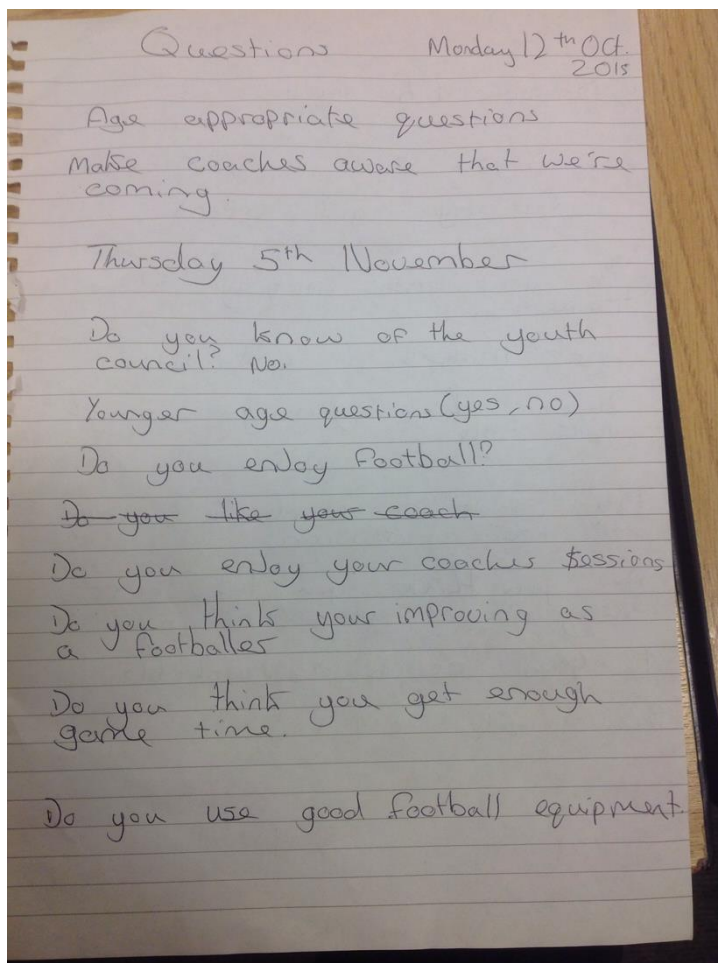 Questions Monday 12th Oct.
2015
Age appropriate questions
Make coaches aware that we're
coming.
Thursday 5th November
Do you know of the youth
council? No.
Younger age questions (yes, no)
Do you enjoy football?
Do you like your coach
Do you enjoy your coaches sessions
Do you think your improving as
a footballer
Do you think you get enough
game time.
Do you use good football equipment.